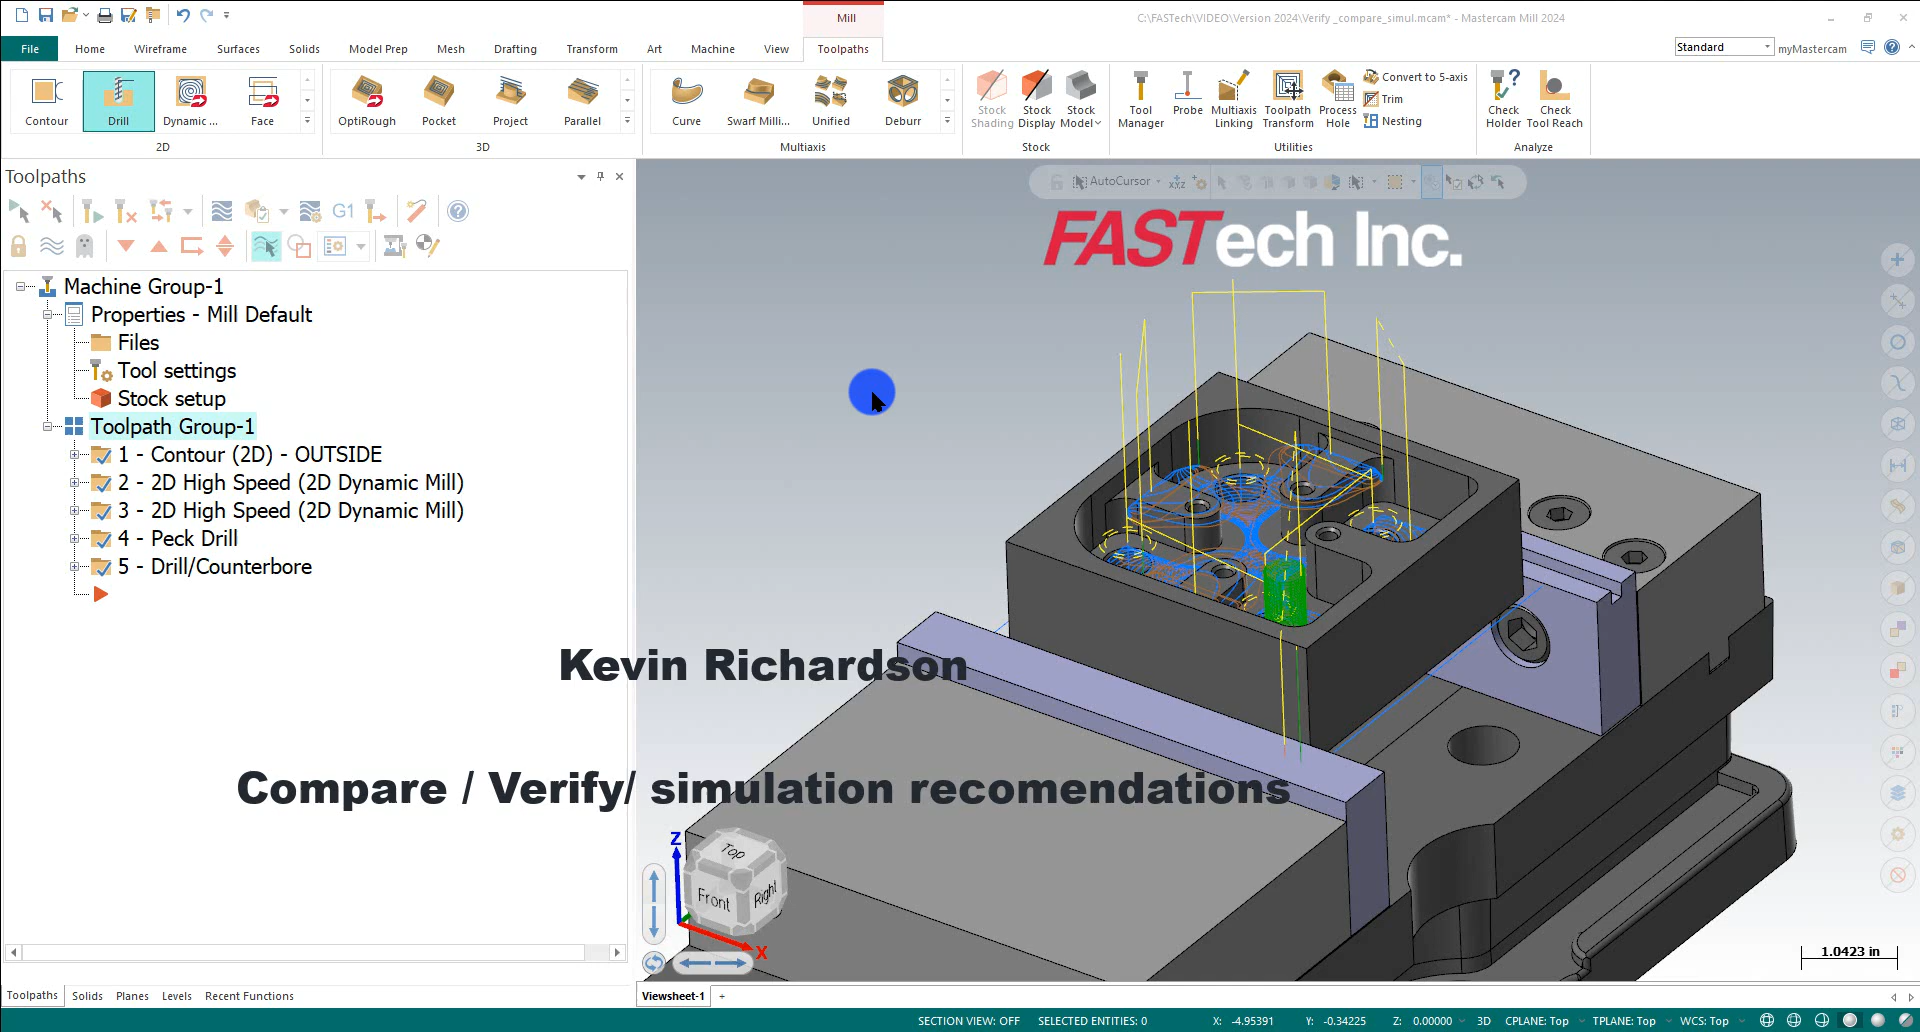 Mill
C:\FASTech\VIDEO\Version 2024\Verify _compare_simul.mcam* - Mastercam Mill 2024
File
Home
Wireframe
Surfaces
Solids
Model Prep
Mesh
Drafting
Transform
Art
Machine
View
Toolpaths
Standard
myMastercam
Contour
Drill
Dynamic ...
Face
OptiRough
Pocket
Project
Parallel
Curve
Swarf Milli...
Unified
Deburr
Stock Shading
Stock Display
Stock Model
Tool Manager
Probe
Multiaxis Linking
Toolpath Transform
Process Hole
Convert to 5-axis
Trim
Nesting
Check Holder
Check Tool Reach
2D
3D
Multiaxis
Stock
Utilities
Analyze
Toolpaths
G1
AutoCursor
xyz
FASTech Inc.
Machine Group-1
Properties - Mill Default
Files
Tool settings
Stock setup
Toolpath Group-1
1 - Contour (2D) - OUTSIDE
2 - 2D High Speed (2D Dynamic Mill)
3 - 2D High Speed (2D Dynamic Mill)
4 - Peck Drill
5 - Drill/Counterbore
Kevin Richardson
Compare / Verify/ simulation recomendations
Z
Top
Front
Right
X
1.0423 in
Toolpaths
Solids
Planes
Levels
Recent Functions
Viewsheet-1
+
SECTION VIEW: OFF
SELECTED ENTITIES: 0
X: -4.95391
Y: -0.34225
Z: 0.00000
3D
CPLANE: Top
TPLANE: Top
WCS: Top